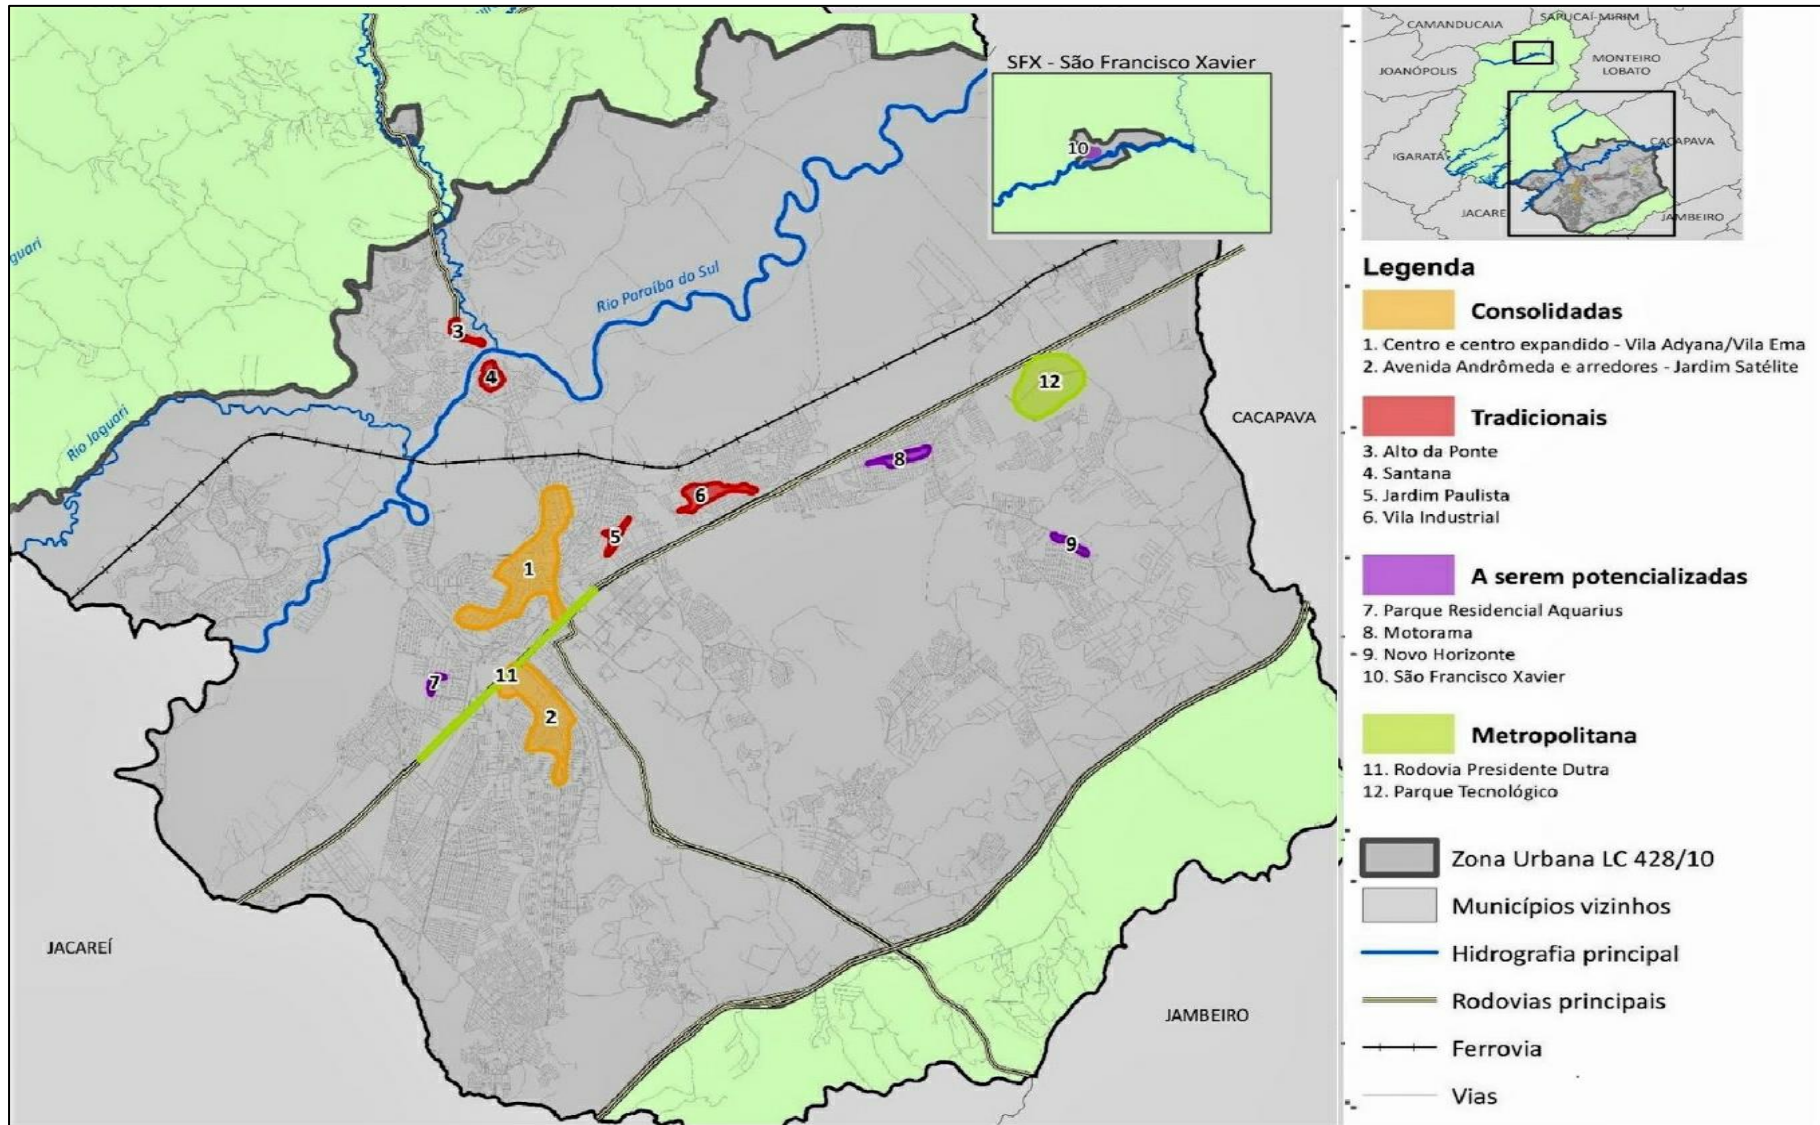 SFX - São Francisco Xavier
10
guari
Rio Paraíba do Sul
3
4
12
CAÇAPAVA
Rio Jaguari
8
6
5
9
1
11
7
2
JACAREÍ
JAMBEIRO
CAMANDUCAIA
SAPUCAÍ-MIRIM
JOANÓPOLIS
MONTEIRO
LOBATO
CAÇAPAVA
IGARATÁ
JACARE
JAMBEIRO
Legenda
Consolidadas
1. Centro e centro expandido - Vila Adyana/Vila Ema
2. Avenida Andrômeda e arredores - Jardim Satélite
Tradicionais
3. Alto da Ponte
4. Santana
5. Jardim Paulista
6. Vila Industrial
A serem potencializadas
7. Parque Residencial Aquarius
8. Motorama
9. Novo Horizonte
10. São Francisco Xavier
Metropolitana
11. Rodovia Presidente Dutra
12. Parque Tecnológico
Zona Urbana LC 428/10
Municípios vizinhos
Hidrografia principal
Rodovias principais
Ferrovia
Vias